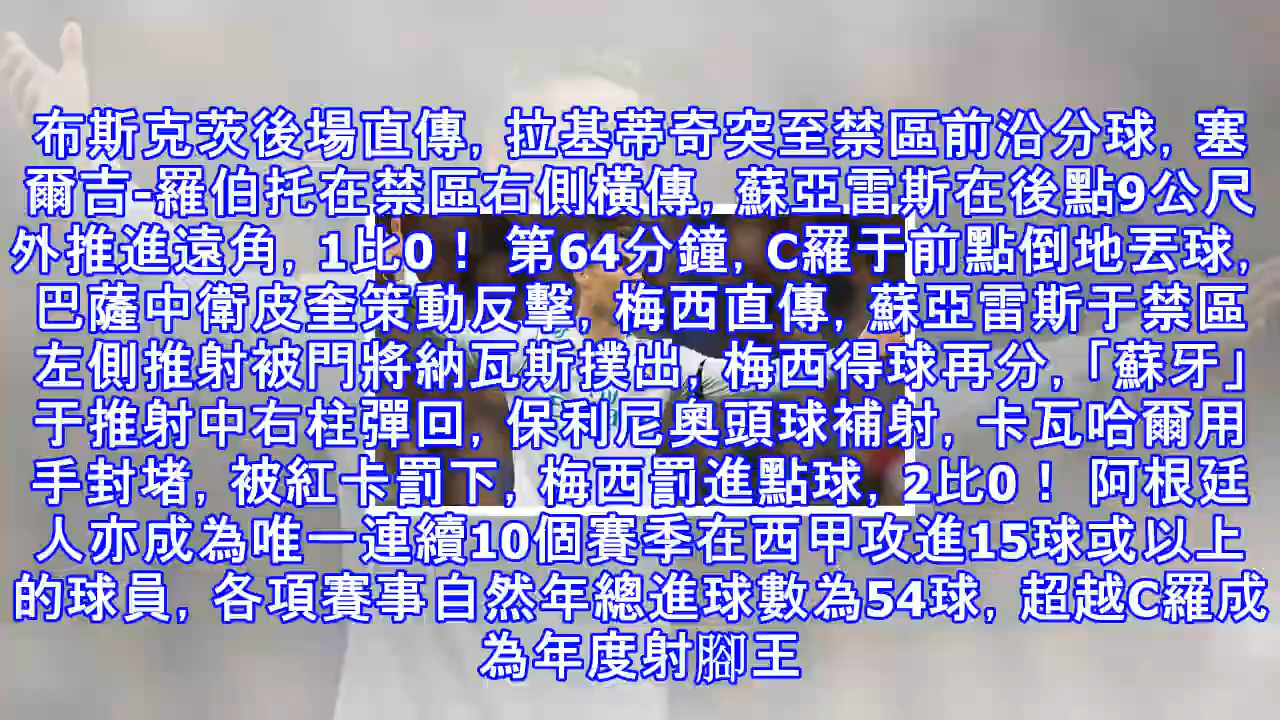 布斯克茨後場直傳, 拉基蒂奇突至禁區前沿分球, 塞
爾吉-羅伯托在禁區右側橫傳, 蘇亞雷斯在後點9公尺
外推進遠角, 1比0！ 第64分鐘, C羅于前點倒地丟球,
巴薩中衛皮奎策動反擊, 梅西直傳, 蘇亞雷斯于禁區
左側推射被門將納瓦斯撲出, 梅西得球再分,「蘇牙」
于推射中右柱彈回, 保利尼奧頭球補射, 卡瓦哈爾用
手封堵, 被紅卡罰下, 梅西罰進點球, 2比0！ 阿根廷
人亦成為唯一連續10個賽季在西甲攻進15球或以上
的球員, 各項賽事自然年總進球數為54球, 超越C羅成
為年度射腳王